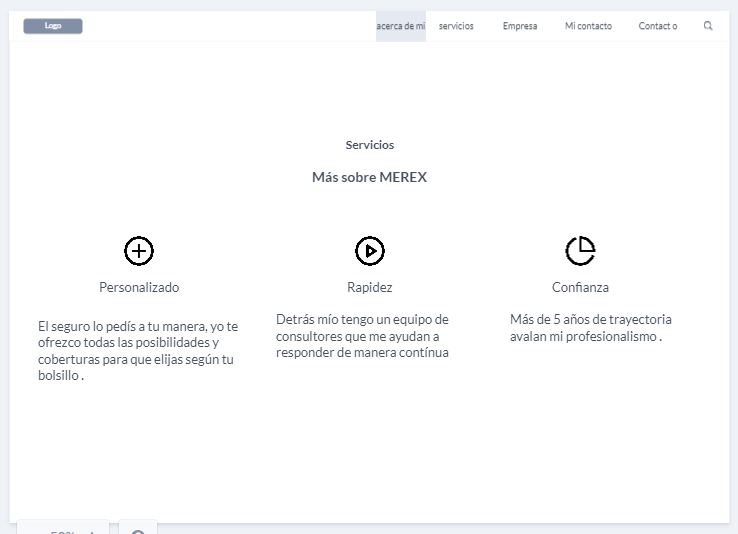 Logo
acerca de mi
servicios
Empresa
Mi contacto
Contact o
Servicios
Más sobre MEREX
Personalizado
Rapidez
Confianza
El seguro lo pedís a tu manera, yo te
ofrezco todas las posibilidades y
coberturas para que elijas según tu
bolsillo .
Detrás mío tengo un equipo de
consultores que me ayudan a
responder de manera contínua
Más de 5 años de trayectoria
avalan mi profesionalismo .